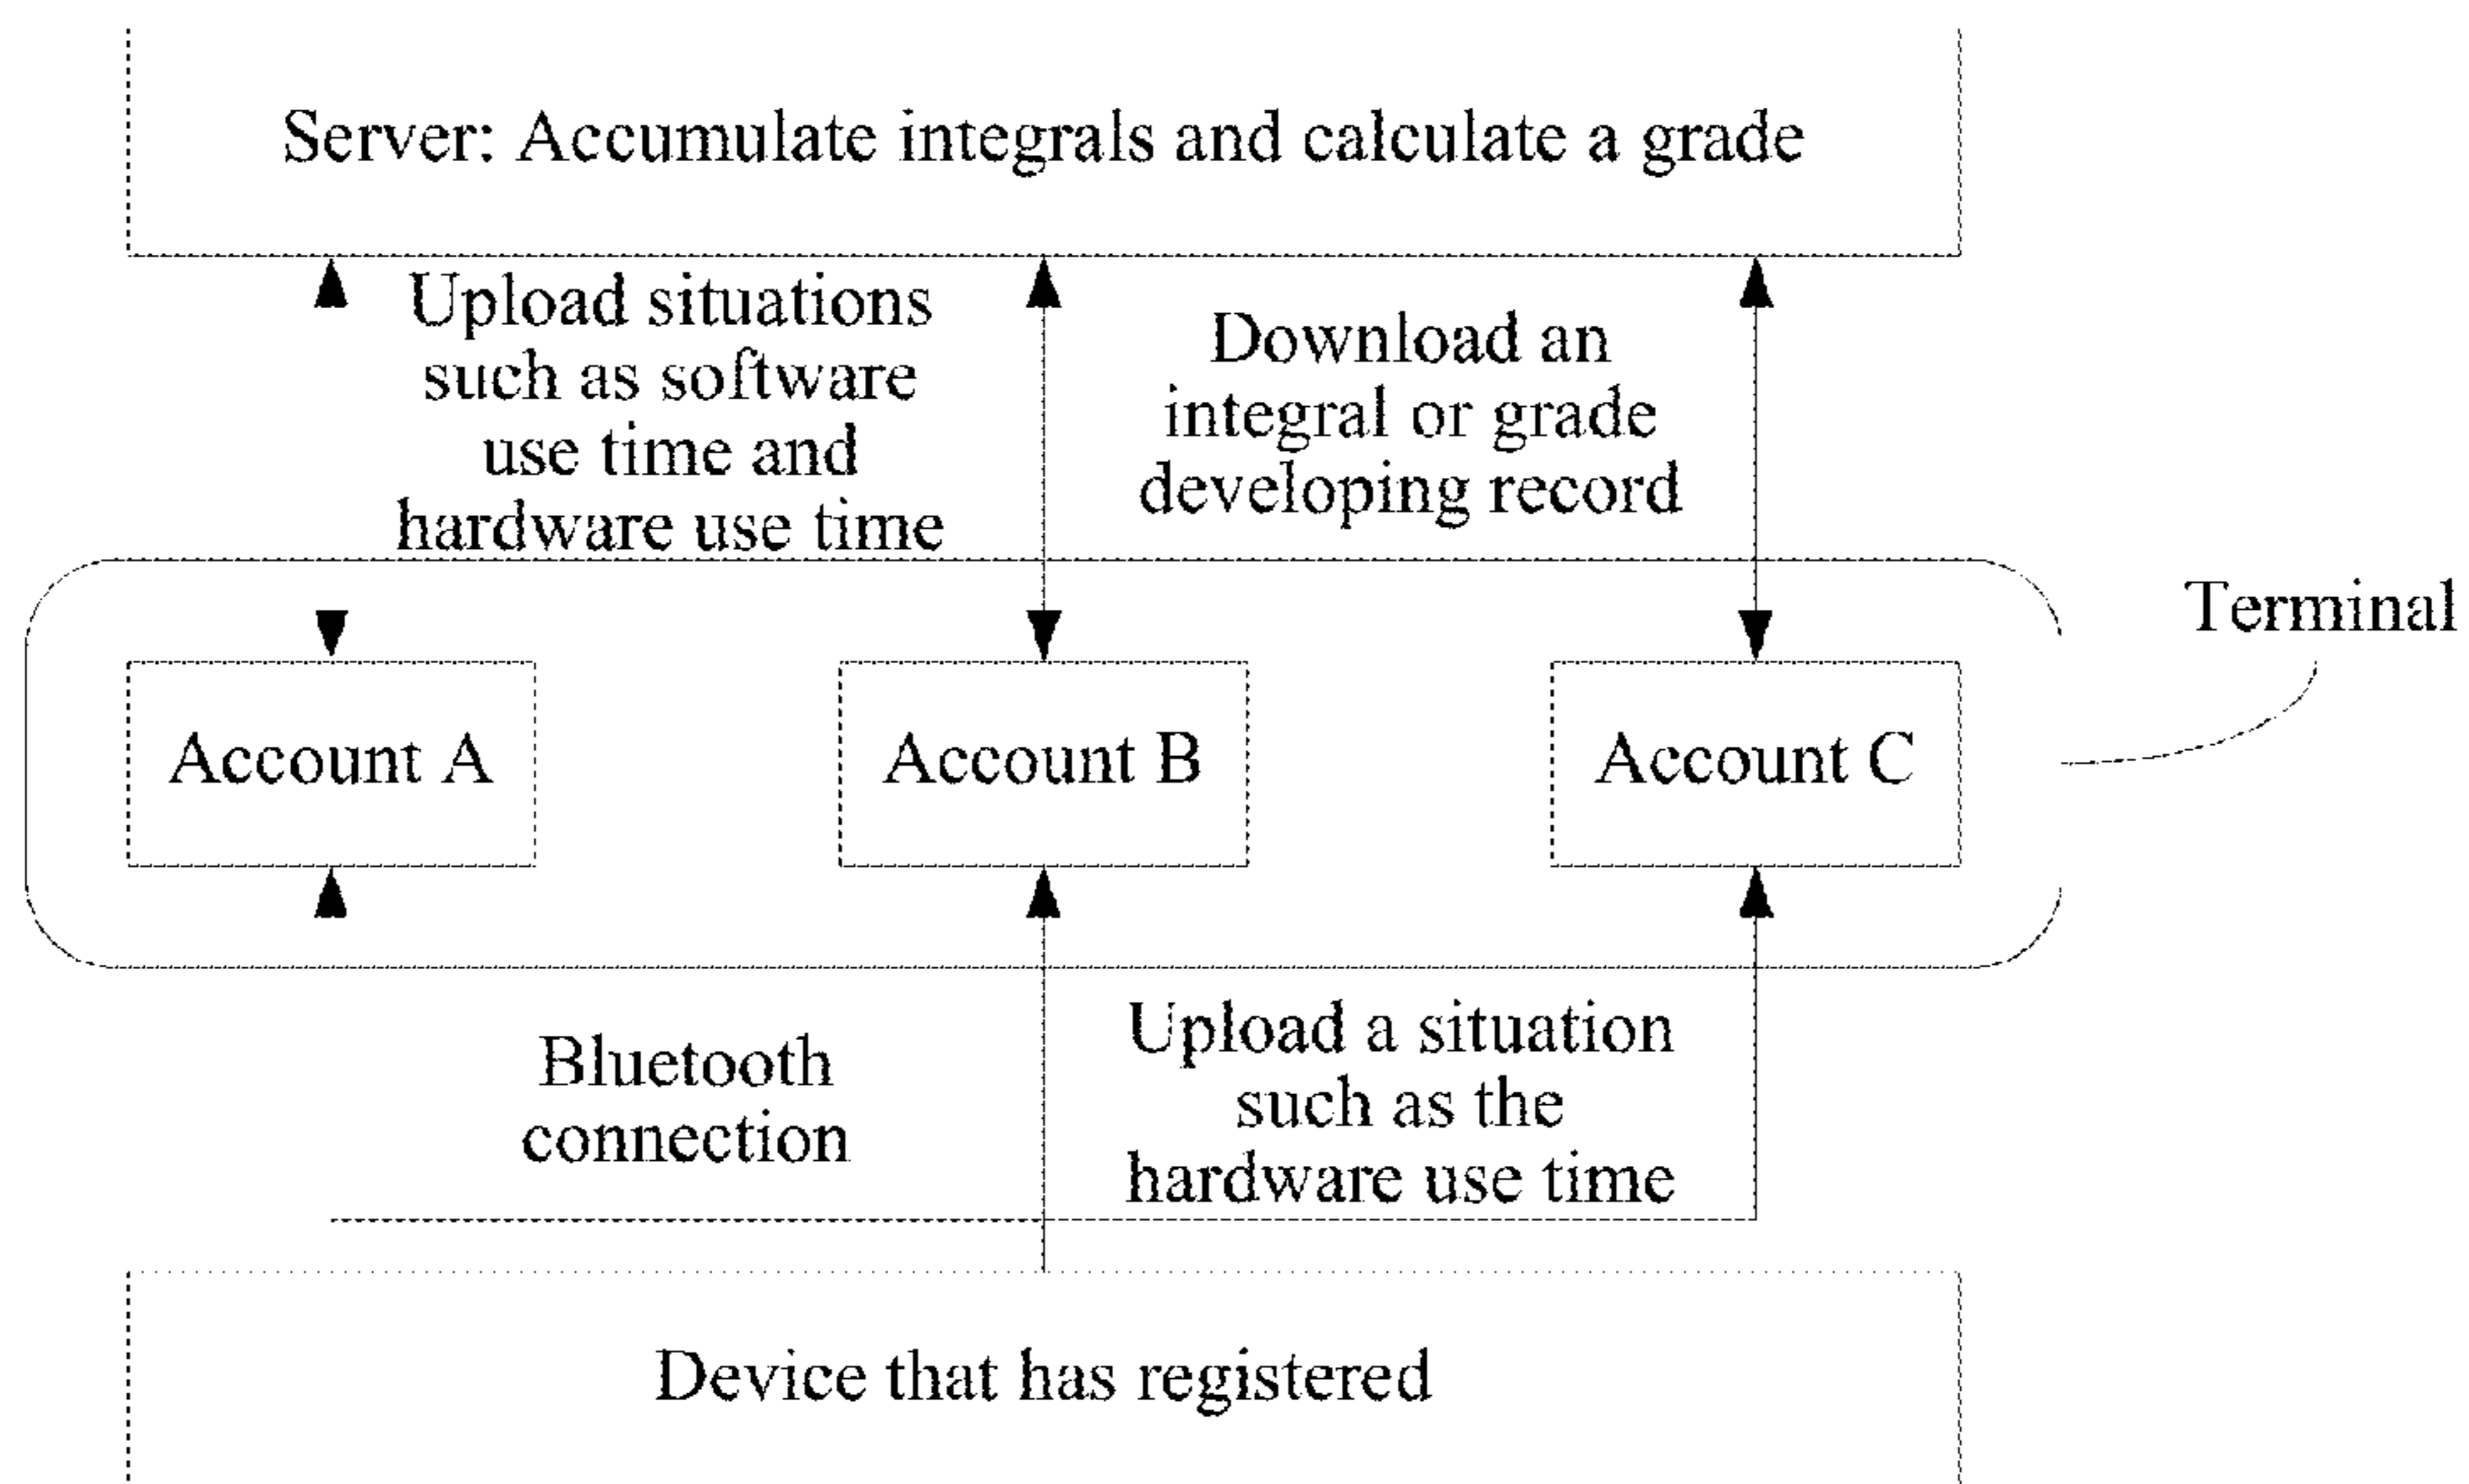 Server: Accumulate integrals and calculate a grade
Upload situations
such as software
use time and
hardware use time
Download an
integral or grade
developing record
Terminal
Account A
Account B
Account C
Bluetooth
connection
Upload a situation
such as the
hardware use time
Device that has registered